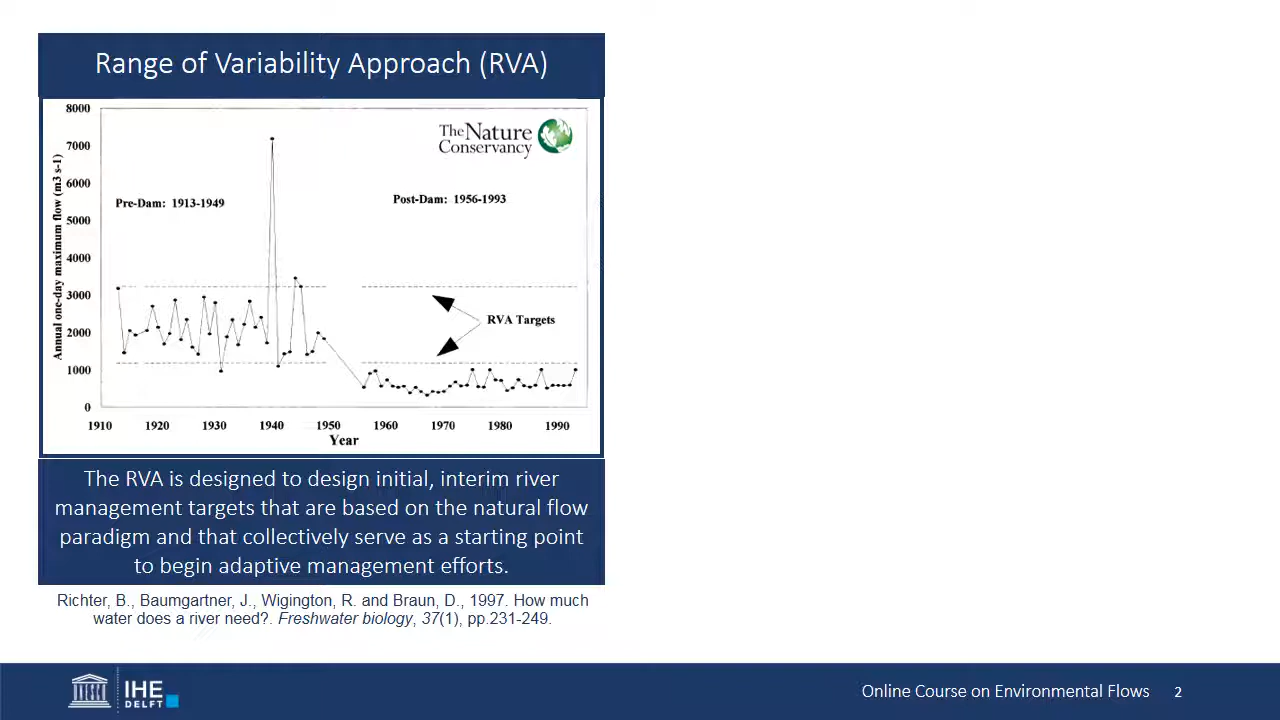 Range of Variability Approach (RVA)
8000
7000
6000
5000
4000
3000
2000
1000
0
Annual one-day maximum flow (m3 s-1)
The Nature
Conservancy
Pre-Dam: 1913-1949
Post-Dam: 1956-1993
RVA Targets
1910 1920 1930 1940 1950 1960 1970 1980 1990
Year
The RVA is designed to design initial, interim river
management targets that are based on the natural flow
paradigm and that collectively serve as a starting point
to begin adaptive management efforts.
Richter, B., Baumgartner, J., Wigington, R. and Braun, D., 1997. How much
water does a river need?. Freshwater biology, 37(1), pp.231-249.
unesco
IHE
DELFT
Online Course on Environmental Flows 2